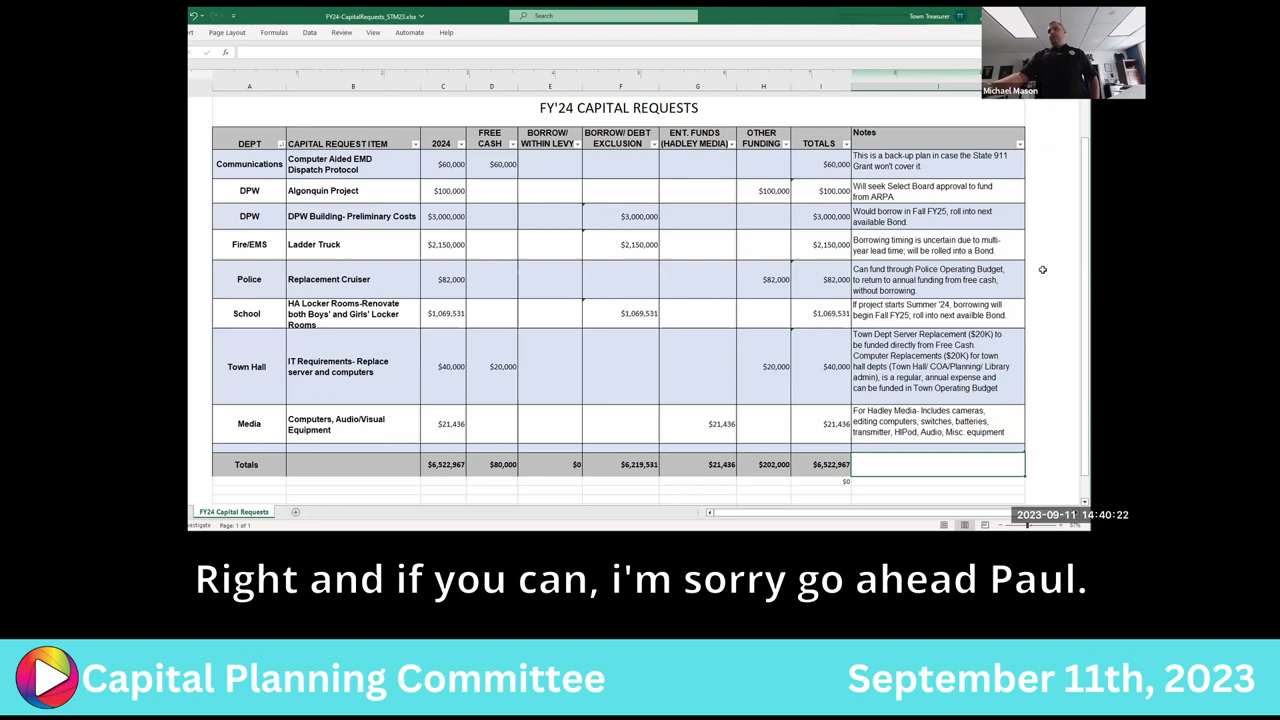 FY24-CapitalRequests_STM23.xlsx
Search
Town Treasurer
TT
Page Layout
Formulas
Data
Review
View
Automate
Help
fx
A
B
C
D
E
F
G
H
I
Michael Mason
FY'24 CAPITAL REQUESTS
DEPT
CAPITAL REQUEST ITEM
2024
FREE
CASH
BORROW/
WITHIN LEVY
BORROW/ DEBT
EXCLUSION
ENT. FUNDS
(HADLEY MEDIA)
OTHER
FUNDING
TOTALS
Notes
Communications
Computer Aided EMD
Dispatch Protocol
$60,000
$60,000
$60,000
This is a back-up plan in case the State 911
Grant won't cover it.
DPW
Algonquin Project
$100,000
$100,000
$100,000
Will seek Select Board approval to fund
from ARPA
DPW
DPW Building- Preliminary Costs
$3,000,000
$3,000,000
$3,000,000
Would borrow in Fall FY25, roll into next
available Bond.
Fire/EMS
Ladder Truck
$2,150,000
$2,150,000
$2,150,000
Borrowing timing is uncertain due to multi-
year lead time; will be rolled into a Bond.
Police
Replacement Cruiser
$82,000
$82,000
$82,000
Can fund through Police Operating Budget,
to return to annual funding from free cash,
without borrowing.
School
HA Locker Rooms-Renovate
both Boys' and Girls' Locker
Rooms
$1,069,531
$1,069,531
$1,069,531
If project starts Summer '24, borrowing will
begin Fall FY25; roll into next availble Bond.
Town Hall
IT Requirements- Replace
server and computers
$40,000
$20,000
$20,000
$40,000
Town Dept Server Replacement ($20K) to
be funded directly from Free Cash.
Computer Replacements ($20K) for town
hall depts (Town Hall/ COA/Planning/ Library
admin), is a regular, annual expense and
can be funded in Town Operating Budget
Media
Computers, Audio/Visual
Equipment
$21,436
$21,436
$21,436
For Hadley Media- Includes cameras,
editing computers, switches, batteries,
transmitter, HIPod, Audio, Misc. equipment
Totals
$6,522,967
$80,000
$0
$6,219,531
$21,436
$202,000
$6,522,967
$0
FY24 Capital Requests
Page: 1 of 1
87%
2023-09-11 14:40:22
Right and if you can, i'm sorry go ahead Paul.
Capital Planning Committee
September 11th, 2023